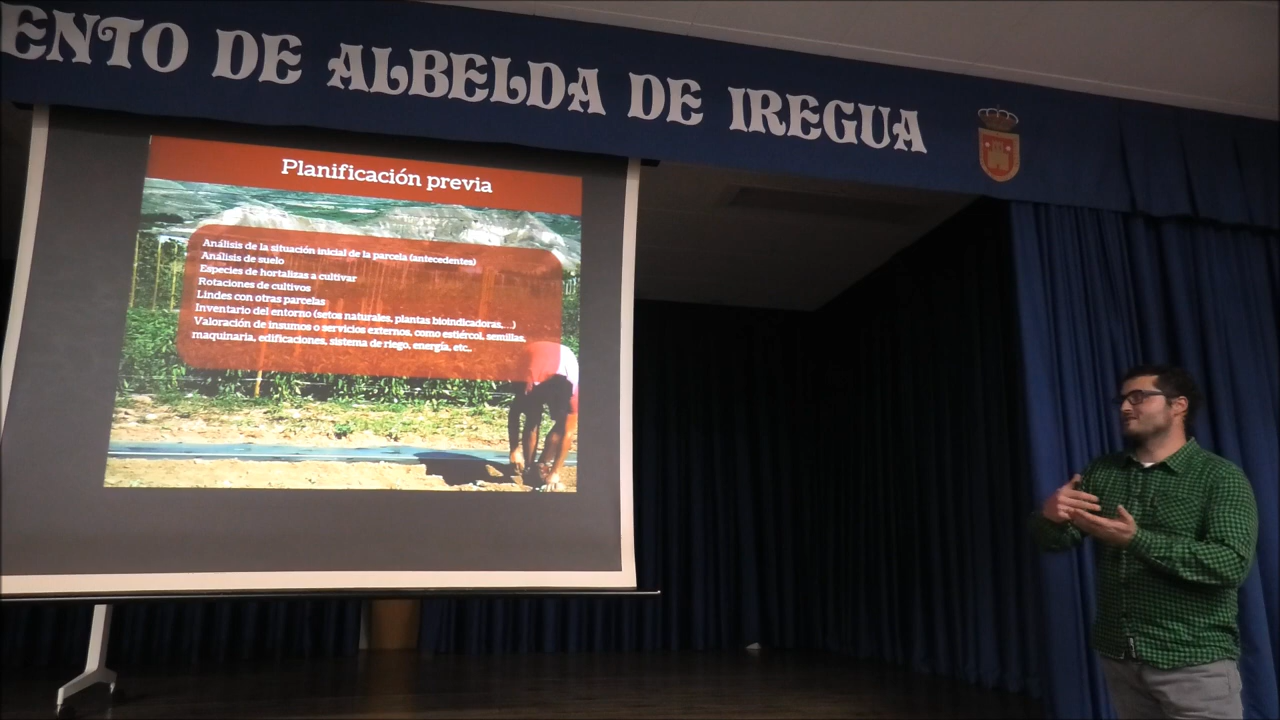 ENTO DE ALBELDA DE IREGUA
Planificación previa
Análisis de la situación inicial de la parcela (antecedentes)
Análisis de suelo
Especies de hortalizas a cultivar
Rotaciones de cultivos
Lindes con otras parcelas
Inventario del entorno (setos naturales, plantas bioindicadoras,...)
Valoración de insumos o servicios externos, como estiércol, semillas,
maquinaria, edificaciones, sistema de riego, energía, etc..